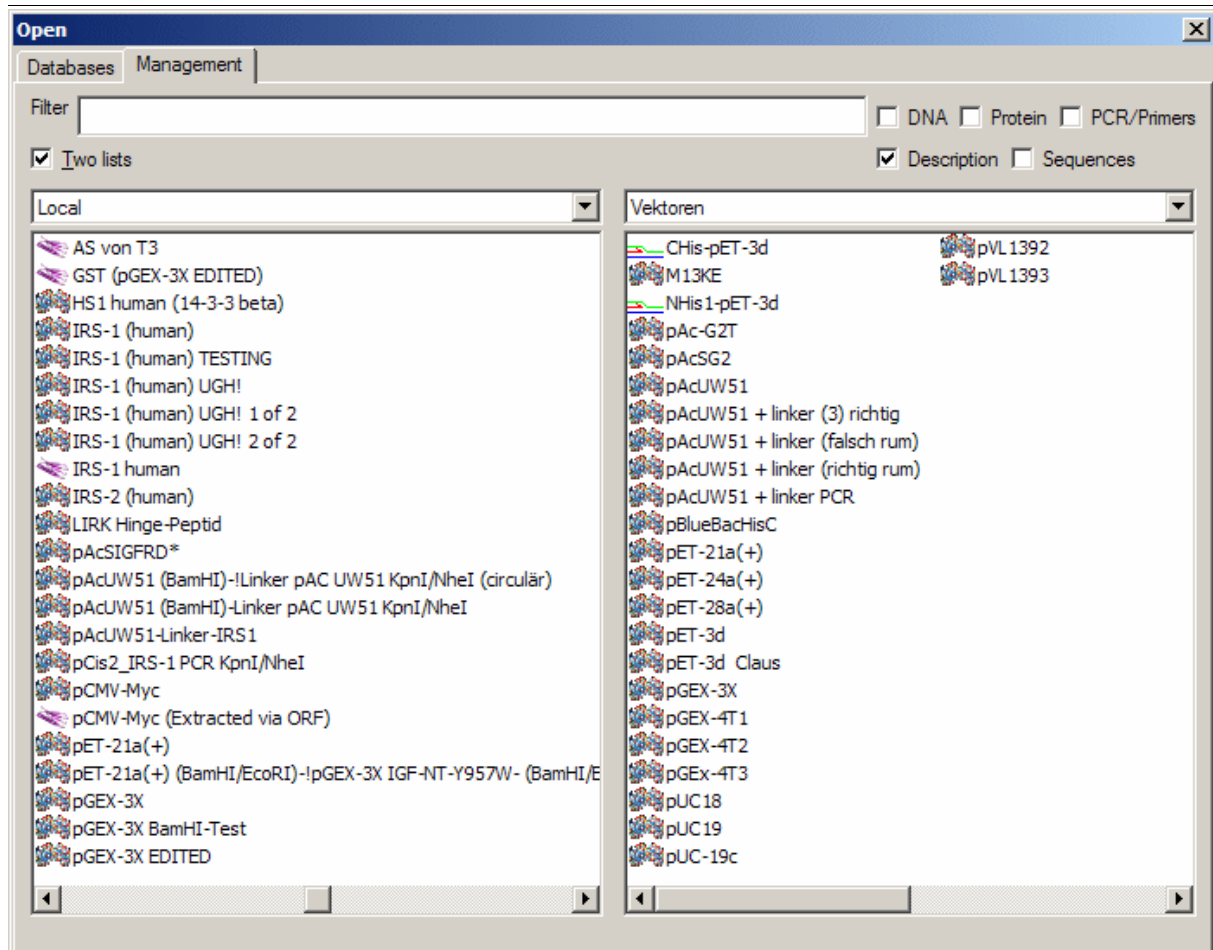 Open
Databases Management
Filter DNA Protein PCR/Primers
Two lists Description Sequences
Local Vektoren
AS von T3
GST (pGEX-3X EDITED)
HS1 human (14-3-3 beta)
IRS-1 (human)
IRS-1 (human) TESTING
IRS-1 (human) UGH!
IRS-1 (human) UGH! 1 of 2
IRS-1 (human) UGH! 2 of 2
IRS-1 human
IRS-2 (human)
LIRK Hinge-Peptid
pAcSIGFRD*
pAcUW51 (BamHI)-!Linker pAC UW51 KpnI/NheI (circulär)
pAcUW51 (BamHI)-Linker pAC UW51 KpnI/NheI
pAcUW51-Linker-IRS1
pCis2_IRS-1 PCR KpnI/NheI
pCMV-Myc
pCMV-Myc (Extracted via ORF)
pET-21a(+)
pET-21a(+) (BamHI/EcoRI)-!pGEX-3X IGF-NT-Y957W- (BamHI/E
pGEX-3X
pGEX-3X BamHI-Test
pGEX-3X EDITED
CHis-pET-3d
M13KE
NHis1-pET-3d
pAc-G2T
pAcSG2
pAcUW51
pAcUW51 + linker (3) richtig
pAcUW51 + linker (falsch rum)
pAcUW51 + linker (richtig rum)
pAcUW51 + linker PCR
pBlueBacHisC
pET-21a(+)
pET-24a(+)
pET-28a(+)
pET-3d
pET-3d Claus
pGEX-3X
pGEX-4T1
pGEX-4T2
pGEx-4T3
pUC18
pUC19
pUC-19c
pVL1392
pVL1393